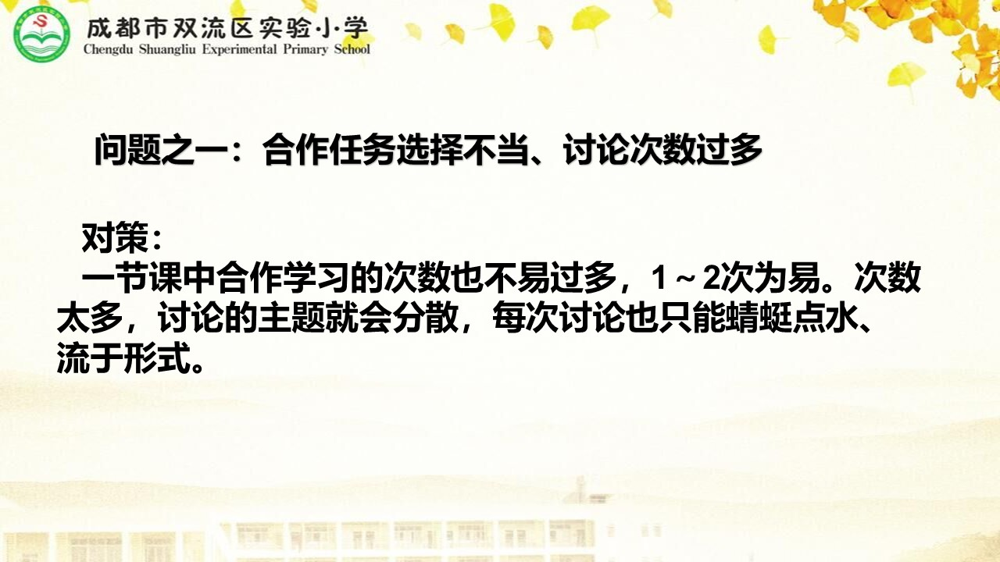 成都市双流区实验小学
Chengdu Shuangliu Experimental Primary School
问题之一：合作任务选择不当、讨论次数过多
对策：
一节课中合作学习的次数也不易过多，1～2次为易。次数
太多，讨论的主题就会分散，每次讨论也只能蜻蜓点水、
流于形式。